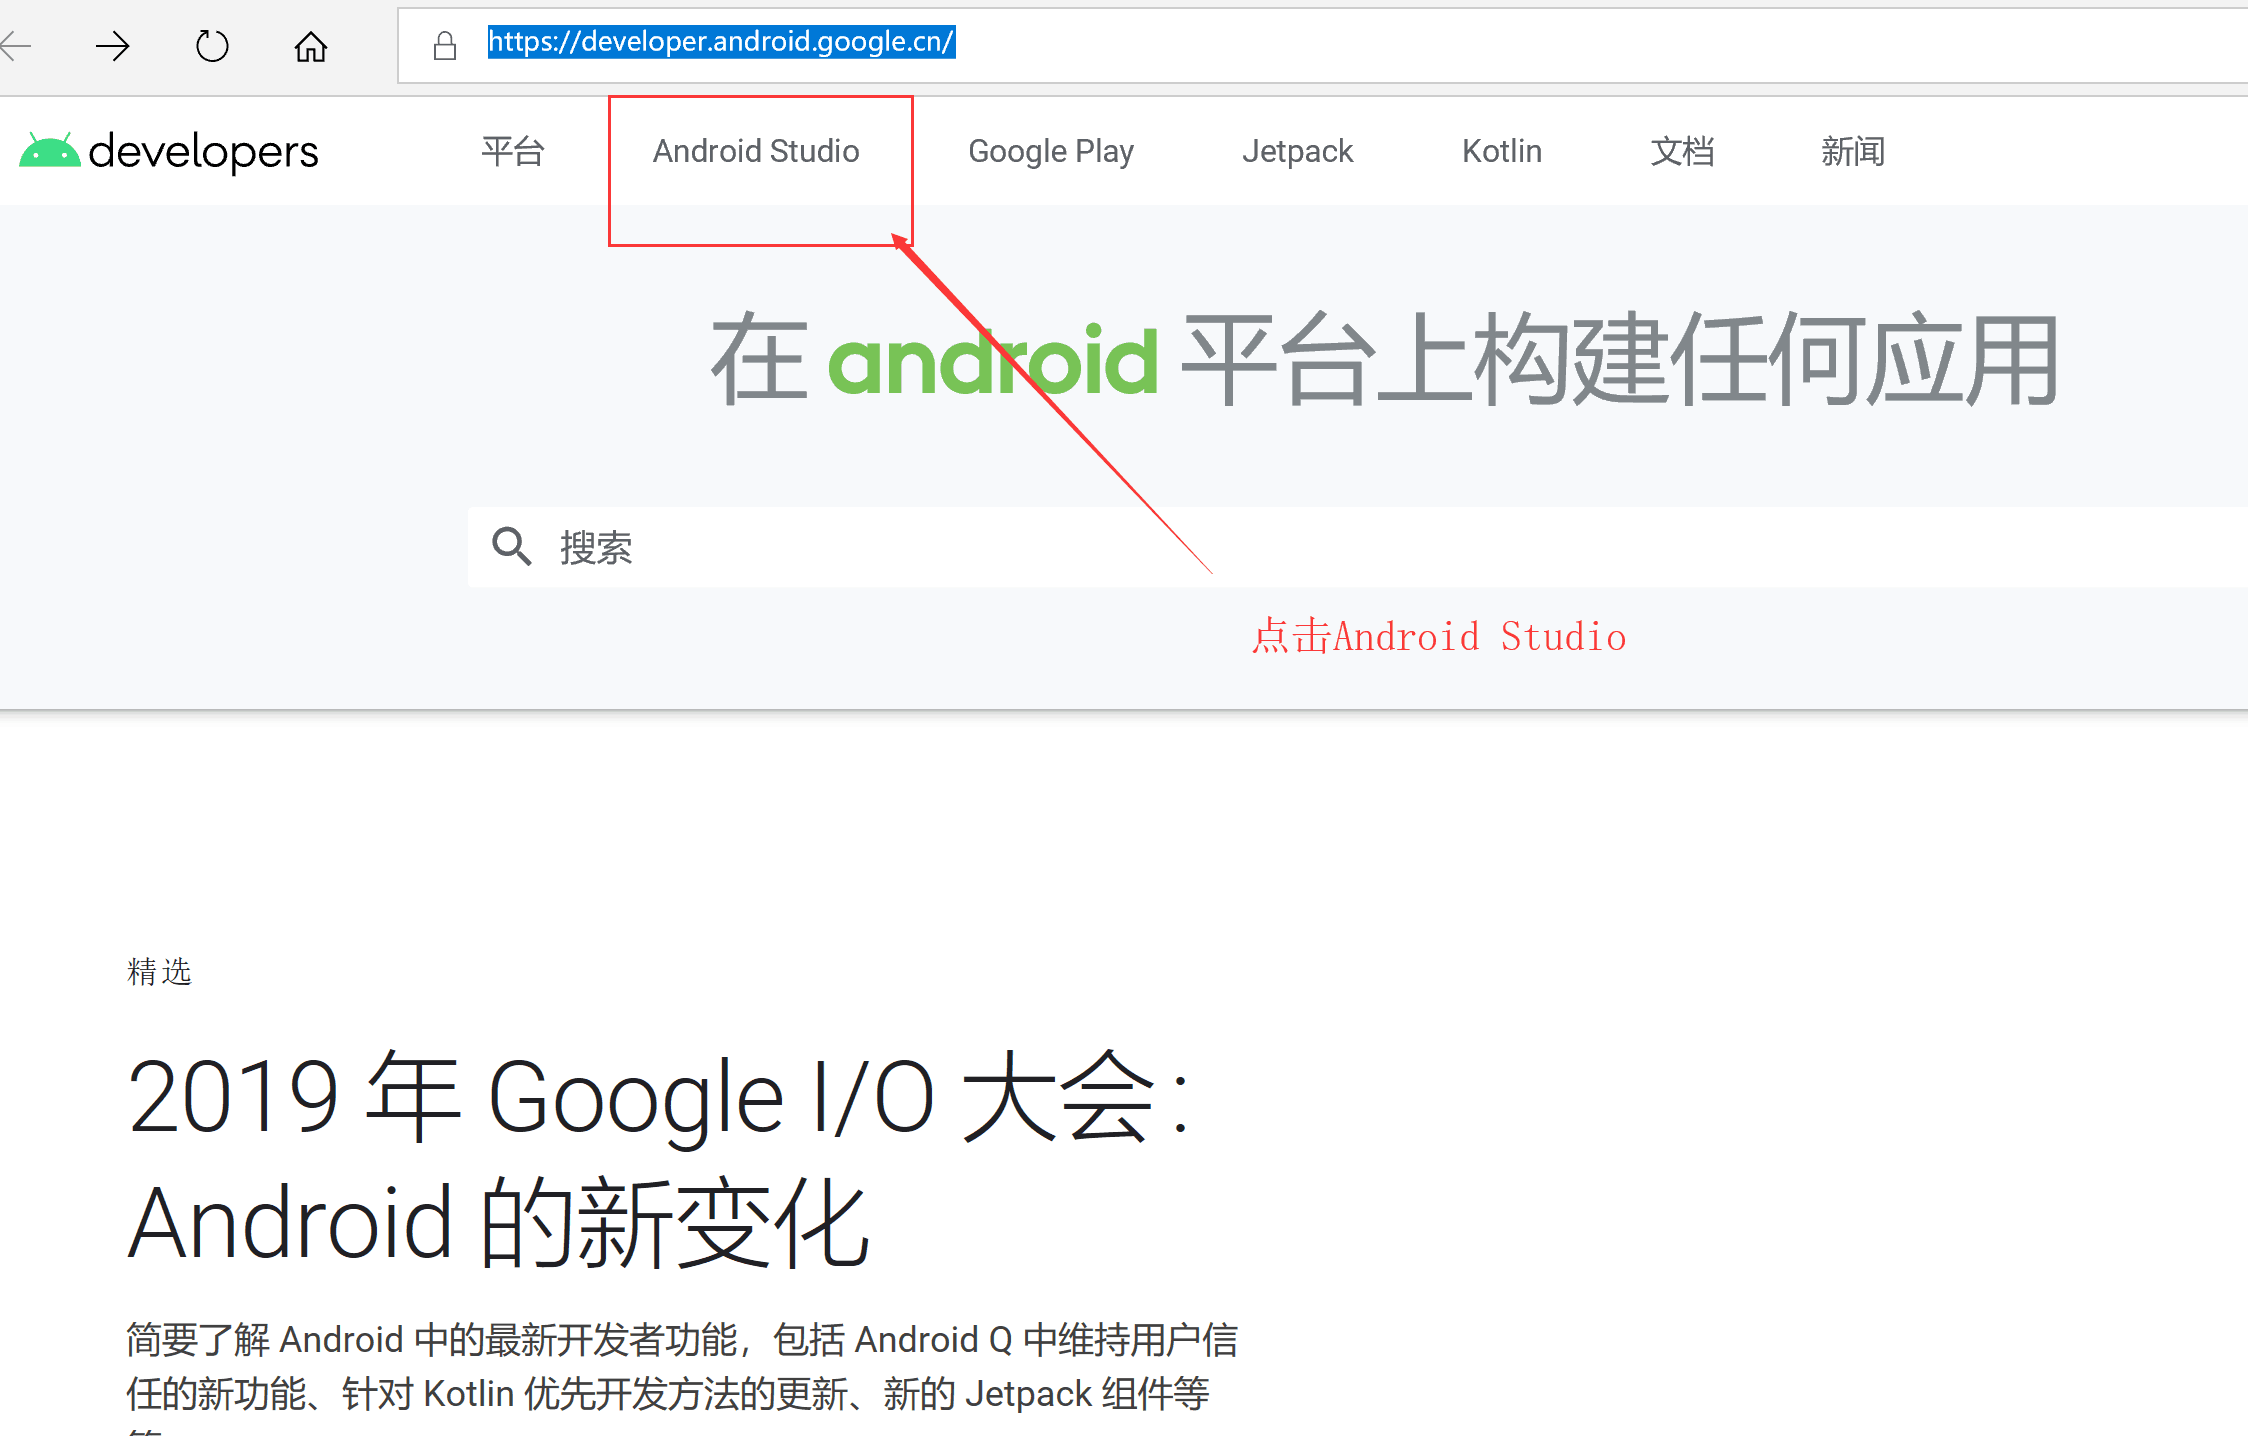 https://developer.android.google.cn/
developers
平台 Android Studio Google Play Jetpack Kotlin 文档 新闻
在 android 平台上构建任何应用
搜索
点击Android Studio
精选
2019 年 Google I/O 大会：
Android 的新变化
简要了解 Android 中的最新开发者功能，包括 Android Q 中维持用户信
任的新功能、针对 Kotlin 优先开发方法的更新、新的 Jetpack 组件等